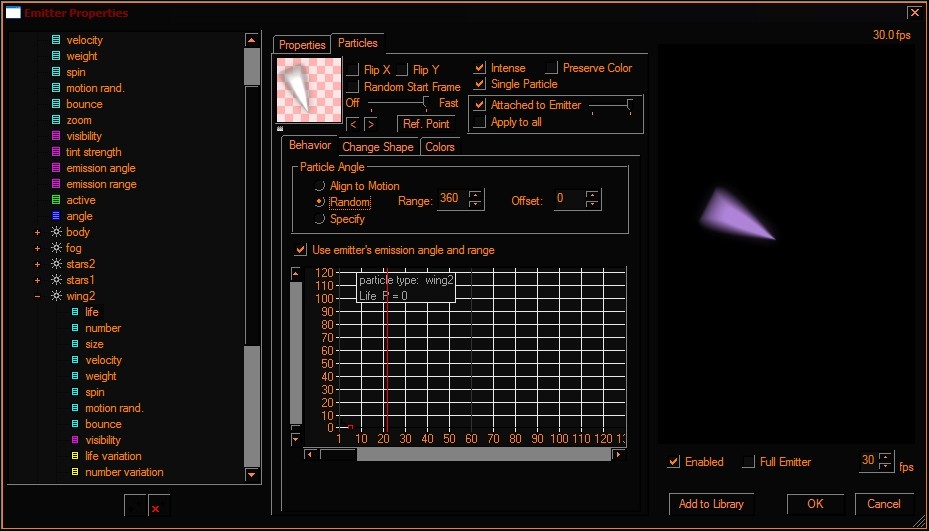 Emitter Properties
30.0 fps
velocity
weight
spin
motion rand.
bounce
zoom
visibility
tint strength
emission angle
emission range
active
angle
+ body
+ fog
+ stars2
+ stars1
- wing2
life
number
size
velocity
weight
spin
motion rand.
bounce
visibility
life variation
number variation
Properties Particles
Flip X Flip Y
Random Start Frame
Off Fast
< > Ref. Point
Intense Preserve Color
Single Particle
Attached to Emitter
Apply to all
Behavior Change Shape Colors
Particle Angle
Align to Motion
Random Range: 360 Offset: 0
Specify
Use emitter's emission angle and range
particle type: wing2
Life P = 0
120
110
100
90
80
70
60
50
40
30
20
10
0
1 10 20 30 40 50 60 70 80 90 100 110 120 13
Enabled Full Emitter 30 fps
Add to Library OK Cancel